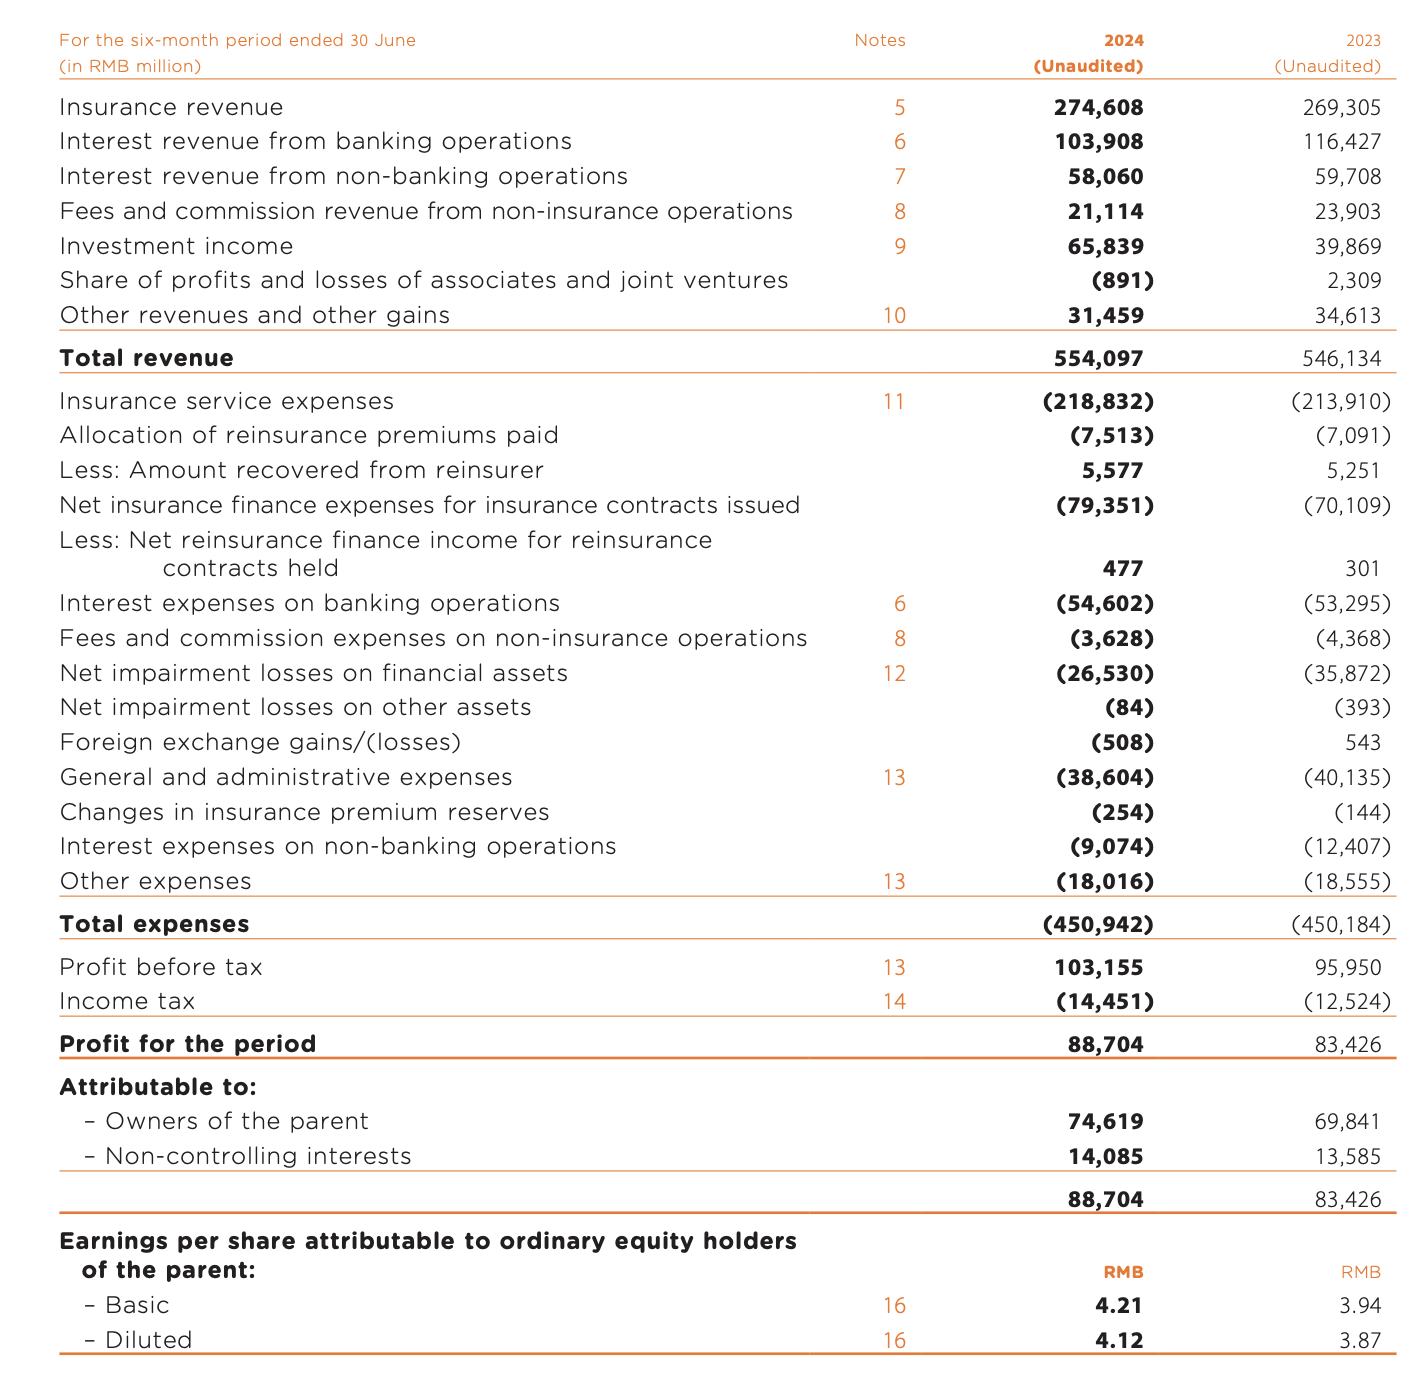 For the six-month period ended 30 June Notes 2024 2023
(in RMB million) (Unaudited) (Unaudited)
Insurance revenue 5 274,608 269,305
Interest revenue from banking operations 6 103,908 116,427
Interest revenue from non-banking operations 7 58,060 59,708
Fees and commission revenue from non-insurance operations 8 21,114 23,903
Investment income 9 65,839 39,869
Share of profits and losses of associates and joint ventures (891) 2,309
Other revenues and other gains 10 31,459 34,613
Total revenue 554,097 546,134
Insurance service expenses 11 (218,832) (213,910)
Allocation of reinsurance premiums paid (7,513) (7,091)
Less: Amount recovered from reinsurer 5,577 5,251
Net insurance finance expenses for insurance contracts issued (79,351) (70,109)
Less: Net reinsurance finance income for reinsurance
contracts held 477 301
Interest expenses on banking operations 6 (54,602) (53,295)
Fees and commission expenses on non-insurance operations 8 (3,628) (4,368)
Net impairment losses on financial assets 12 (26,530) (35,872)
Net impairment losses on other assets (84) (393)
Foreign exchange gains/(losses) (508) 543
General and administrative expenses 13 (38,604) (40,135)
Changes in insurance premium reserves (254) (144)
Interest expenses on non-banking operations (9,074) (12,407)
Other expenses 13 (18,016) (18,555)
Total expenses (450,942) (450,184)
Profit before tax 13 103,155 95,950
Income tax 14 (14,451) (12,524)
Profit for the period 88,704 83,426
Attributable to:
– Owners of the parent 74,619 69,841
– Non-controlling interests 14,085 13,585
88,704 83,426
Earnings per share attributable to ordinary equity holders
of the parent: RMB RMB
– Basic 16 4.21 3.94
– Diluted 16 4.12 3.87